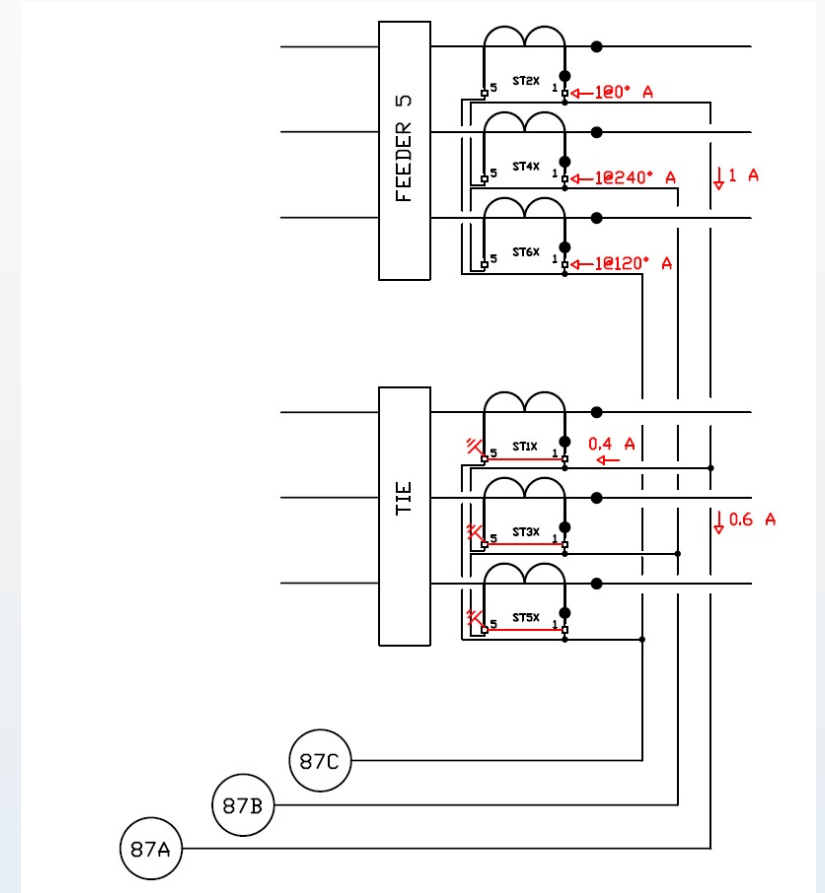 FEEDER 5
ST2X
5 1
1@0° A
ST4X
5 1
1@240° A
1 A
ST6X
5 1
1@120° A
TIE
ST1X
5 1
0.4 A
ST3X
5 1
0.6 A
ST5X
5 1
87C
87B
87A